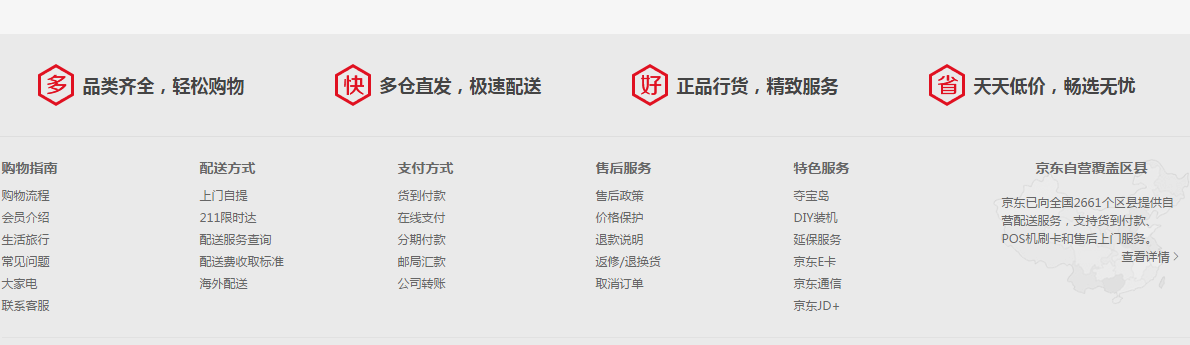 多 品类齐全，轻松购物
快 多仓直发，极速配送
好 正品行货，精致服务
省 天天低价，畅选无忧
购物指南
购物流程
会员介绍
生活旅行
常见问题
大家电
联系客服
配送方式
上门自提
211限时达
配送服务查询
配送费收取标准
海外配送
支付方式
货到付款
在线支付
分期付款
邮局汇款
公司转账
售后服务
售后政策
价格保护
退款说明
返修/退换货
取消订单
特色服务
夺宝岛
DIY装机
延保服务
京东E卡
京东通信
京东JD+
京东自营覆盖区县
京东已向全国2661个区县提供自
营配送服务，支持货到付款、
POS机刷卡和售后上门服务。
查看详情 >